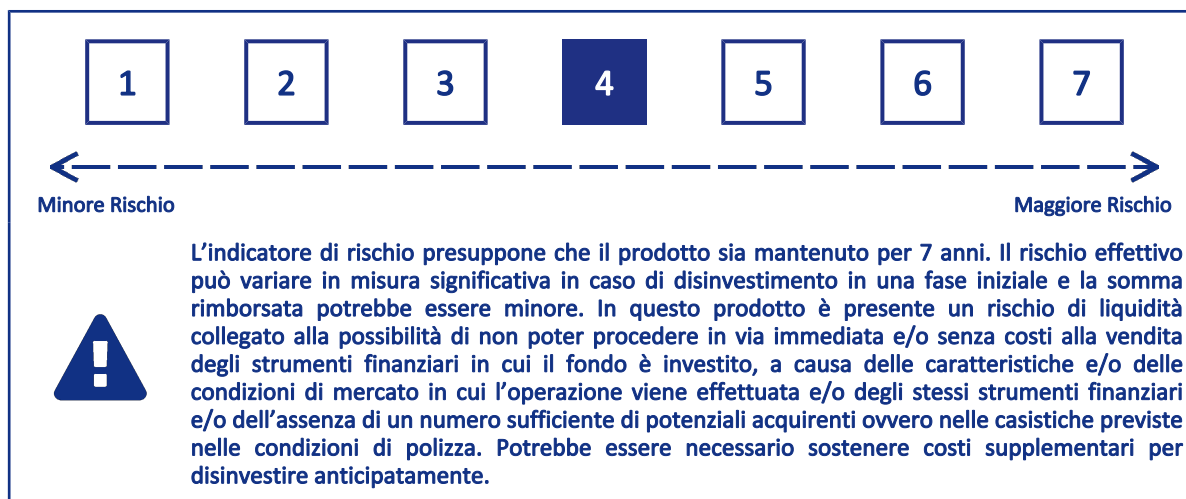 1 2 3 4 5 6 7
Minore Rischio Maggiore Rischio
L'indicatore di rischio presuppone che il prodotto sia mantenuto per 7 anni. Il rischio effettivo
può variare in misura significativa in caso di disinvestimento in una fase iniziale e la somma
rimborsata potrebbe essere minore. In questo prodotto è presente un rischio di liquidità
collegato alla possibilità di non poter procedere in via immediata e/o senza costi alla vendita
degli strumenti finanziari in cui il fondo è investito, a causa delle caratteristiche e/o delle
condizioni di mercato in cui l'operazione viene effettuata e/o degli stessi strumenti finanziari
e/o dell'assenza di un numero sufficiente di potenziali acquirenti ovvero nelle casistiche previste
nelle condizioni di polizza. Potrebbe essere necessario sostenere costi supplementari per
disinvestire anticipatamente.